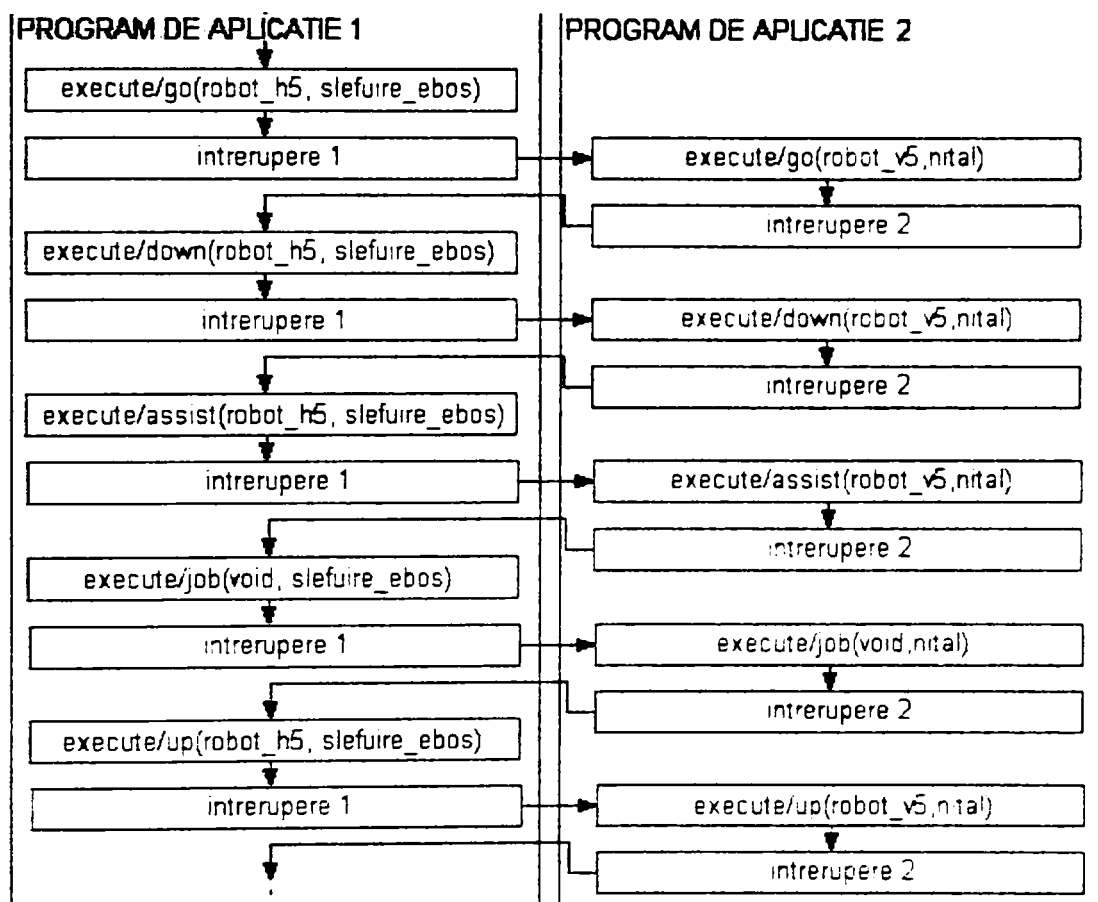 PROGRAM DE APLICATIE 1
execute/go(robot_h5, slefuire_ebos)
intrerupere 1
execute/down(robot_h5, slefuire_ebos)
intrerupere 1
execute/assist(robot_h5, slefuire_ebos)
intrerupere 1
execute/job(void, slefuire_ebos)
intrerupere 1
execute/up(robot_h5, slefuire_ebos)
intrerupere 1
PROGRAM DE APLICATIE 2
execute/go(robot_v5,nital)
intrerupere 2
execute/down(robot_v5,nital)
intrerupere 2
execute/assist(robot_v5,nital)
intrerupere 2
execute/job(void,nital)
intrerupere 2
execute/up(robot_v5,nital)
intrerupere 2